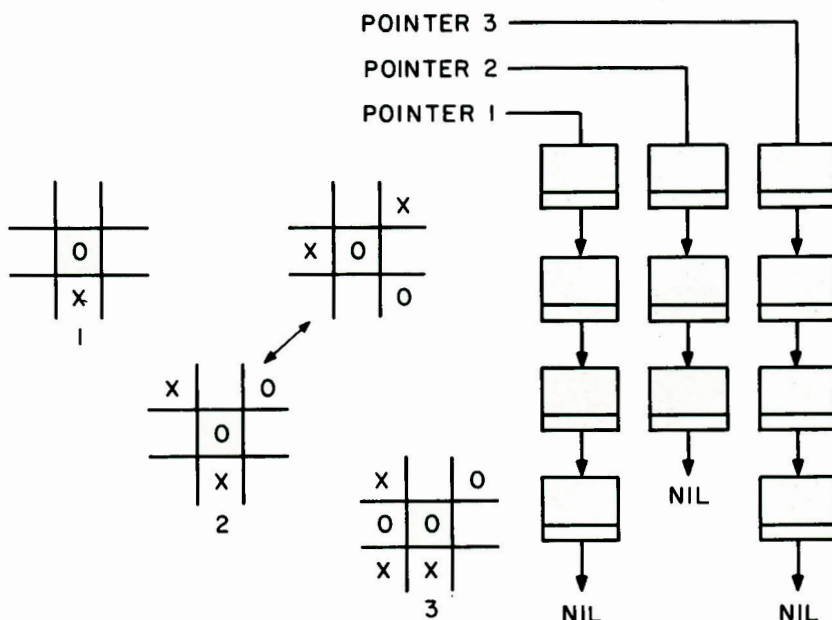 POINTER 3
POINTER 2
POINTER 1
X
O
O
X
X O
1
O
X O
O
X
2
X O
O O
X X
3
NIL
NIL
NIL